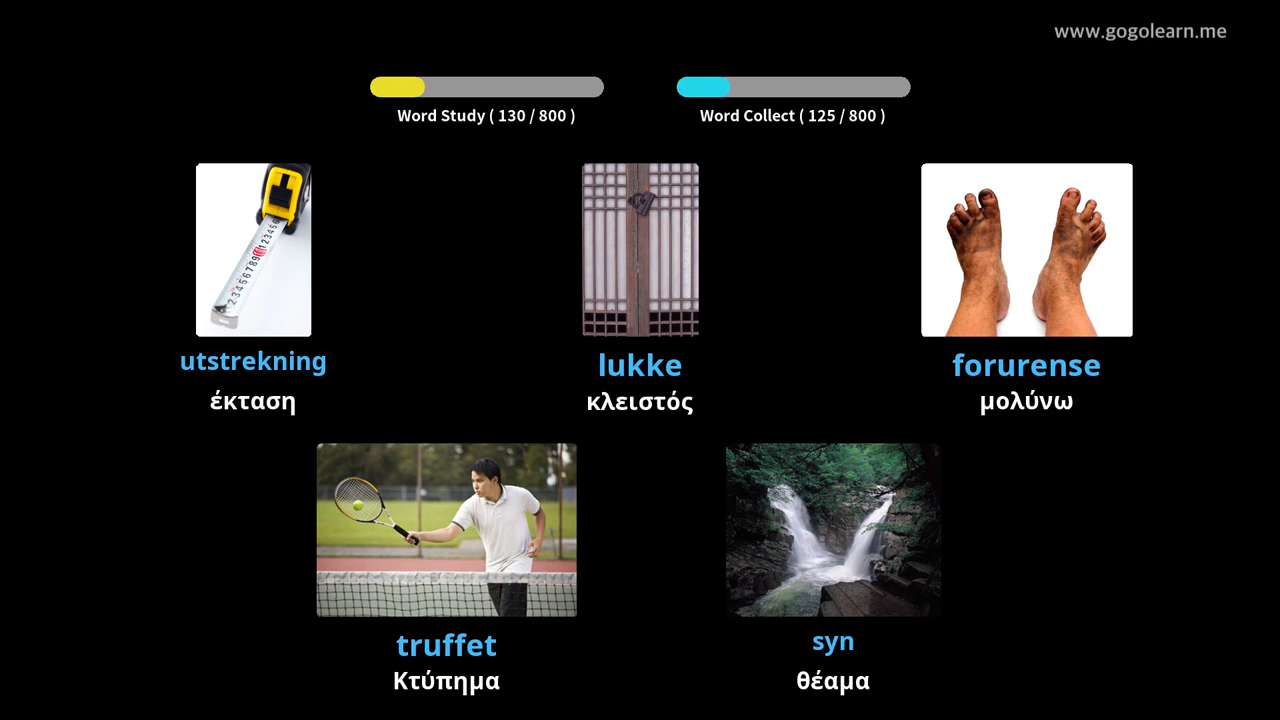 www.gogolearn.me
Word Study ( 130 / 800 )
Word Collect ( 125 / 800 )
utstrekning
έκταση
lukke
κλειστός
forurense
μολύνω
truffet
Κτύπημα
syn
θέαμα